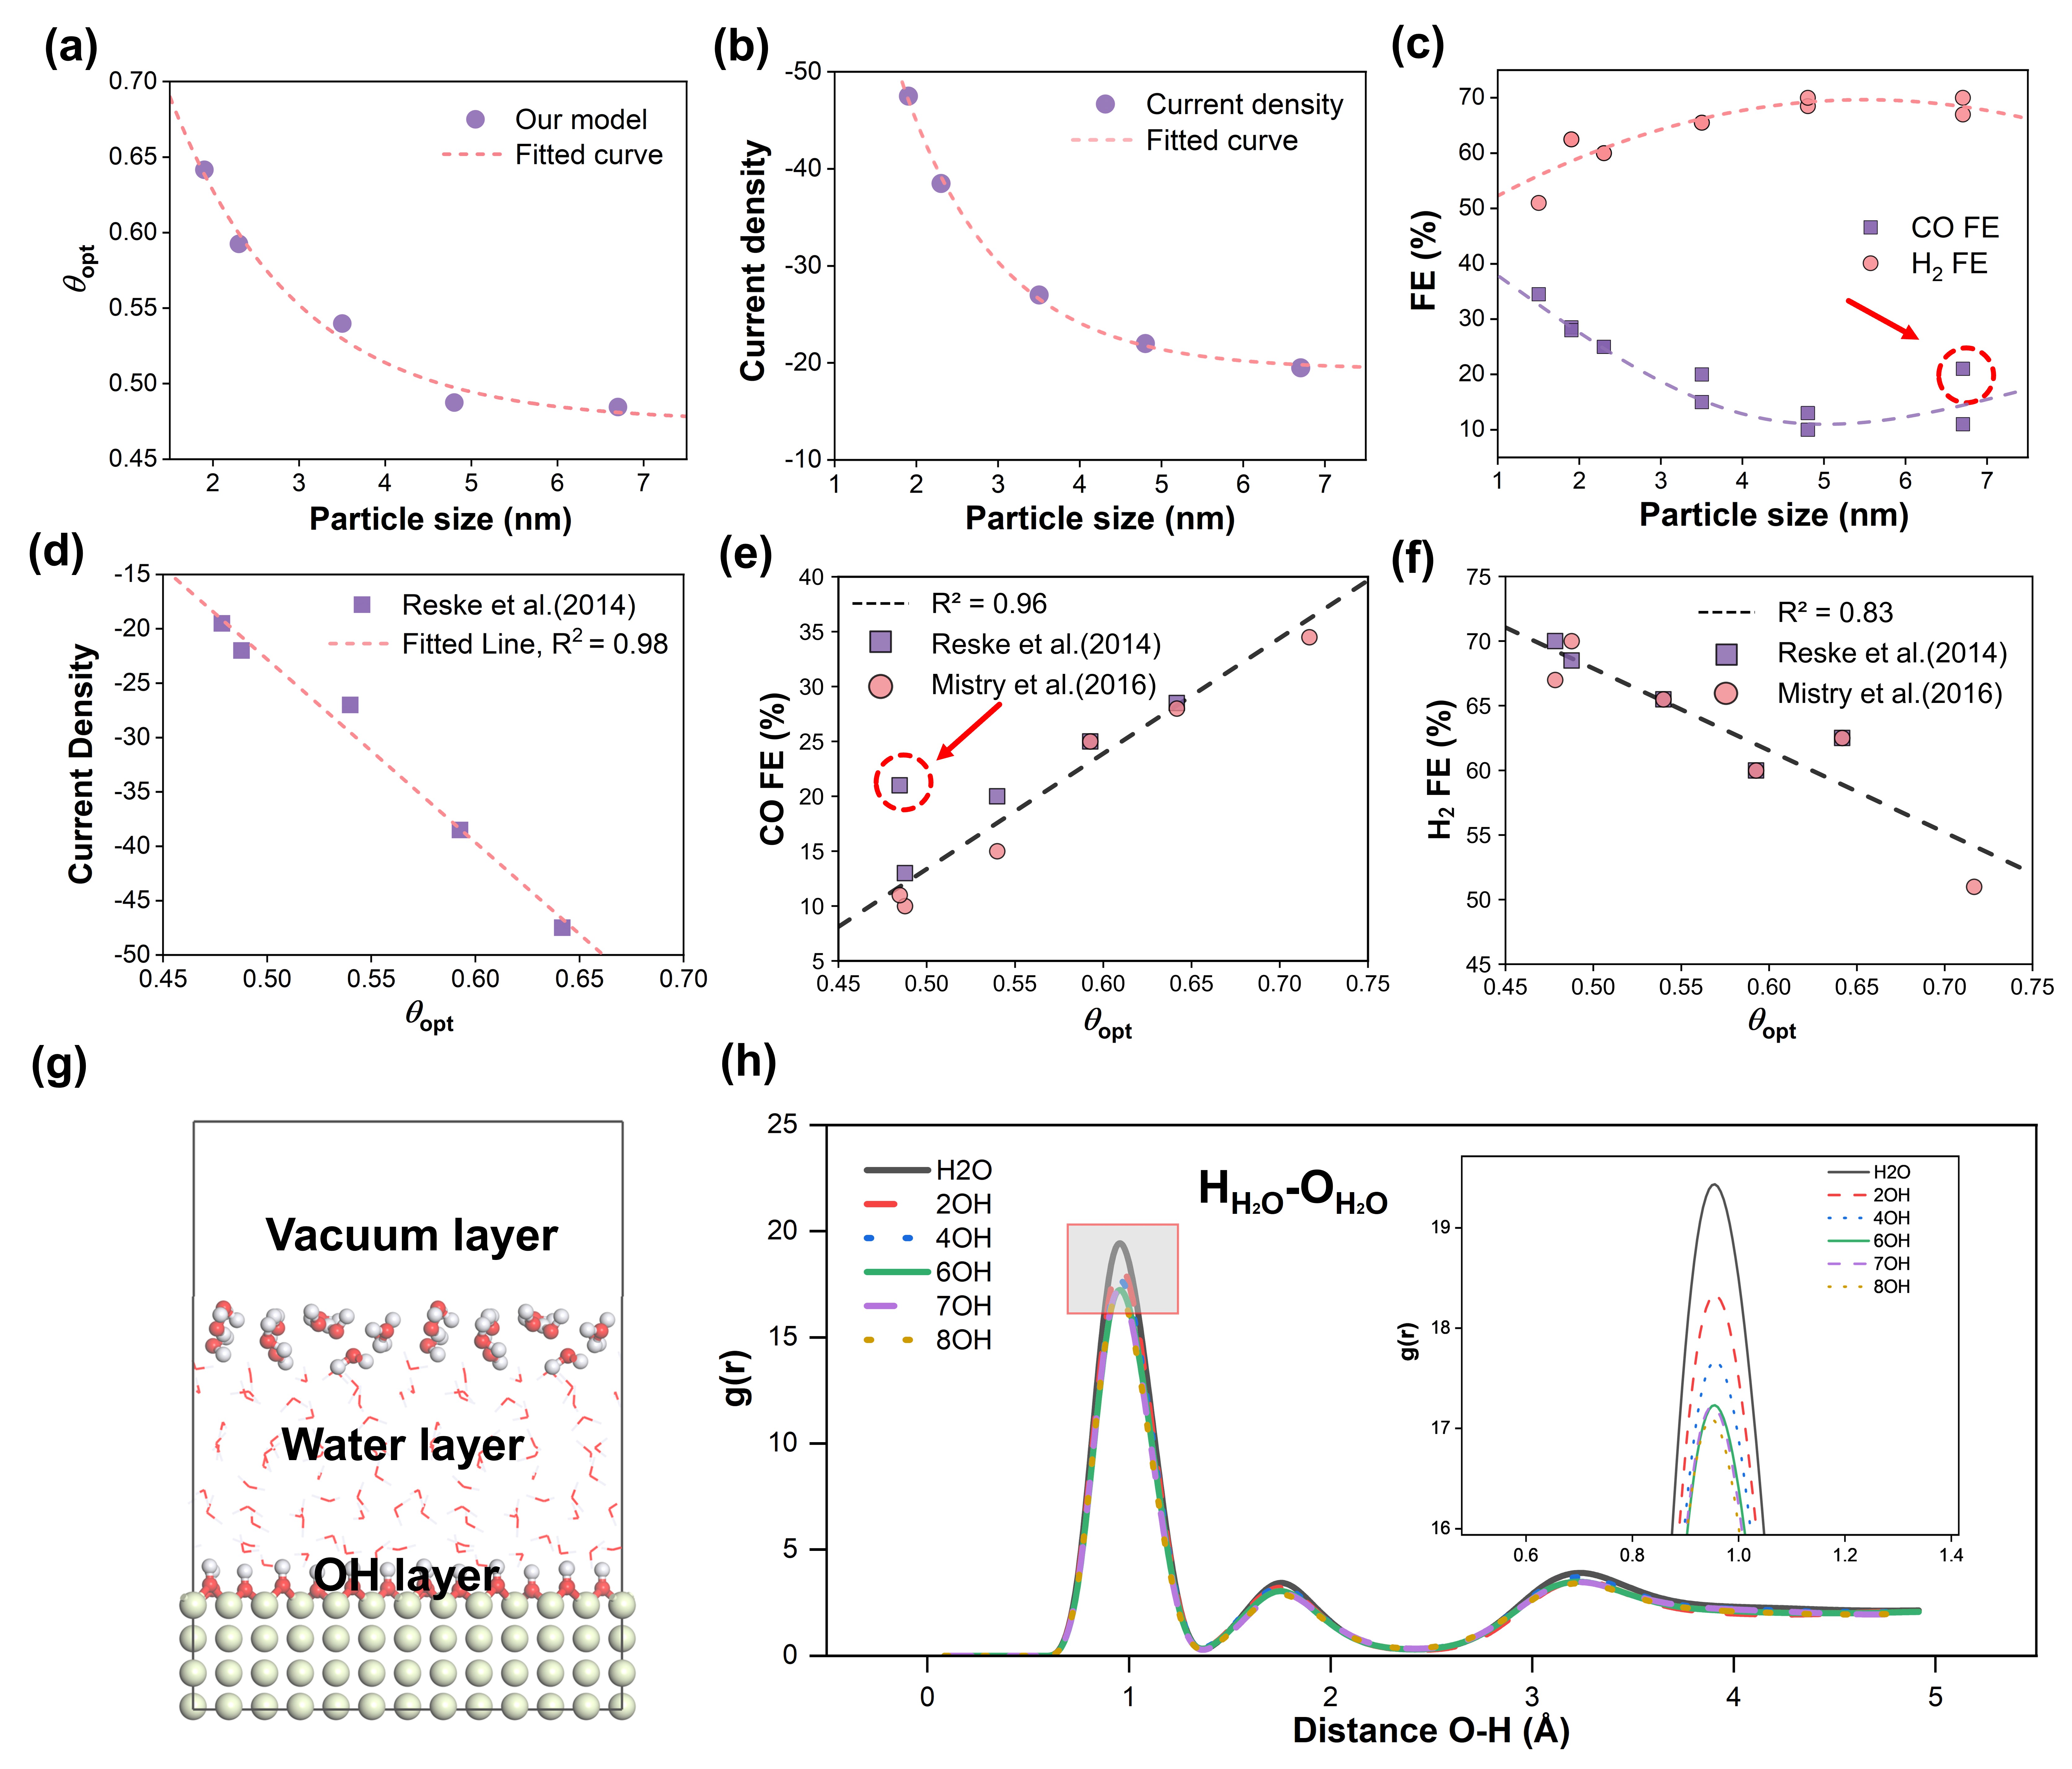 (a)
0.70
0.65
0.60
0.55
0.50
0.45
θopt
Our model
Fitted curve
2
3
4
5
6
7
Particle size (nm)
(b)
-50
-40
-30
-20
-10
Current density
Current density
Fitted curve
1
2
3
4
5
6
7
Particle size (nm)
(c)
70
60
50
40
30
20
10
FE (%)
CO FE
H2 FE
1
2
3
4
5
6
7
Particle size (nm)
(d)
-15
-20
-25
-30
-35
-40
-45
-50
Current Density
Reske et al.(2014)
Fitted Line, R2 = 0.98
0.45
0.50
0.55
0.60
0.65
0.70
θopt
(e)
40
35
30
25
20
15
10
5
CO FE (%)
R² = 0.96
Reske et al.(2014)
Mistry et al.(2016)
0.45
0.50
0.55
0.60
0.65
0.70
0.75
θopt
(f)
75
70
65
60
55
50
45
H2 FE (%)
R² = 0.83
Reske et al.(2014)
Mistry et al.(2016)
0.45
0.50
0.55
0.60
0.65
0.70
0.75
θopt
(g)
Vacuum layer
Water layer
OH layer
(h)
25
20
15
10
5
0
g(r)
H2O
2OH
4OH
6OH
7OH
8OH
HH2O-OH2O
19
18
17
16
g(r)
H2O
2OH
4OH
6OH
7OH
8OH
0.6
0.8
1.0
1.2
1.4
0
1
2
3
4
5
Distance O-H (Å)